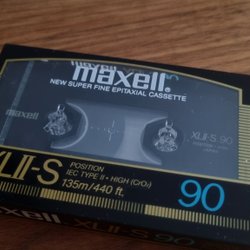 maxell
NEW SUPER FINE EPITAXIAL CASSETTE
XLII-S 90
XLII-S
POSITION
IEC TYPE II • HIGH (CrO₂)
135m/440 ft.
90
maxell